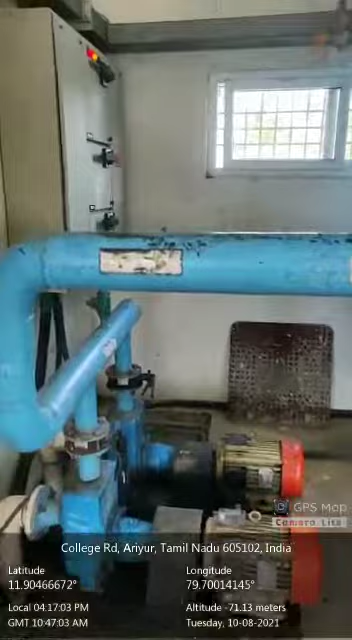 GPS Map
Camera Lite
College Rd, Ariyur, Tamil Nadu 605102, India
Latitude
11.90466672°
Longitude
79.70014145°
Local 04:17:03 PM
GMT 10:47:03 AM
Altitude -71.13 meters
Tuesday, 10-08-2021